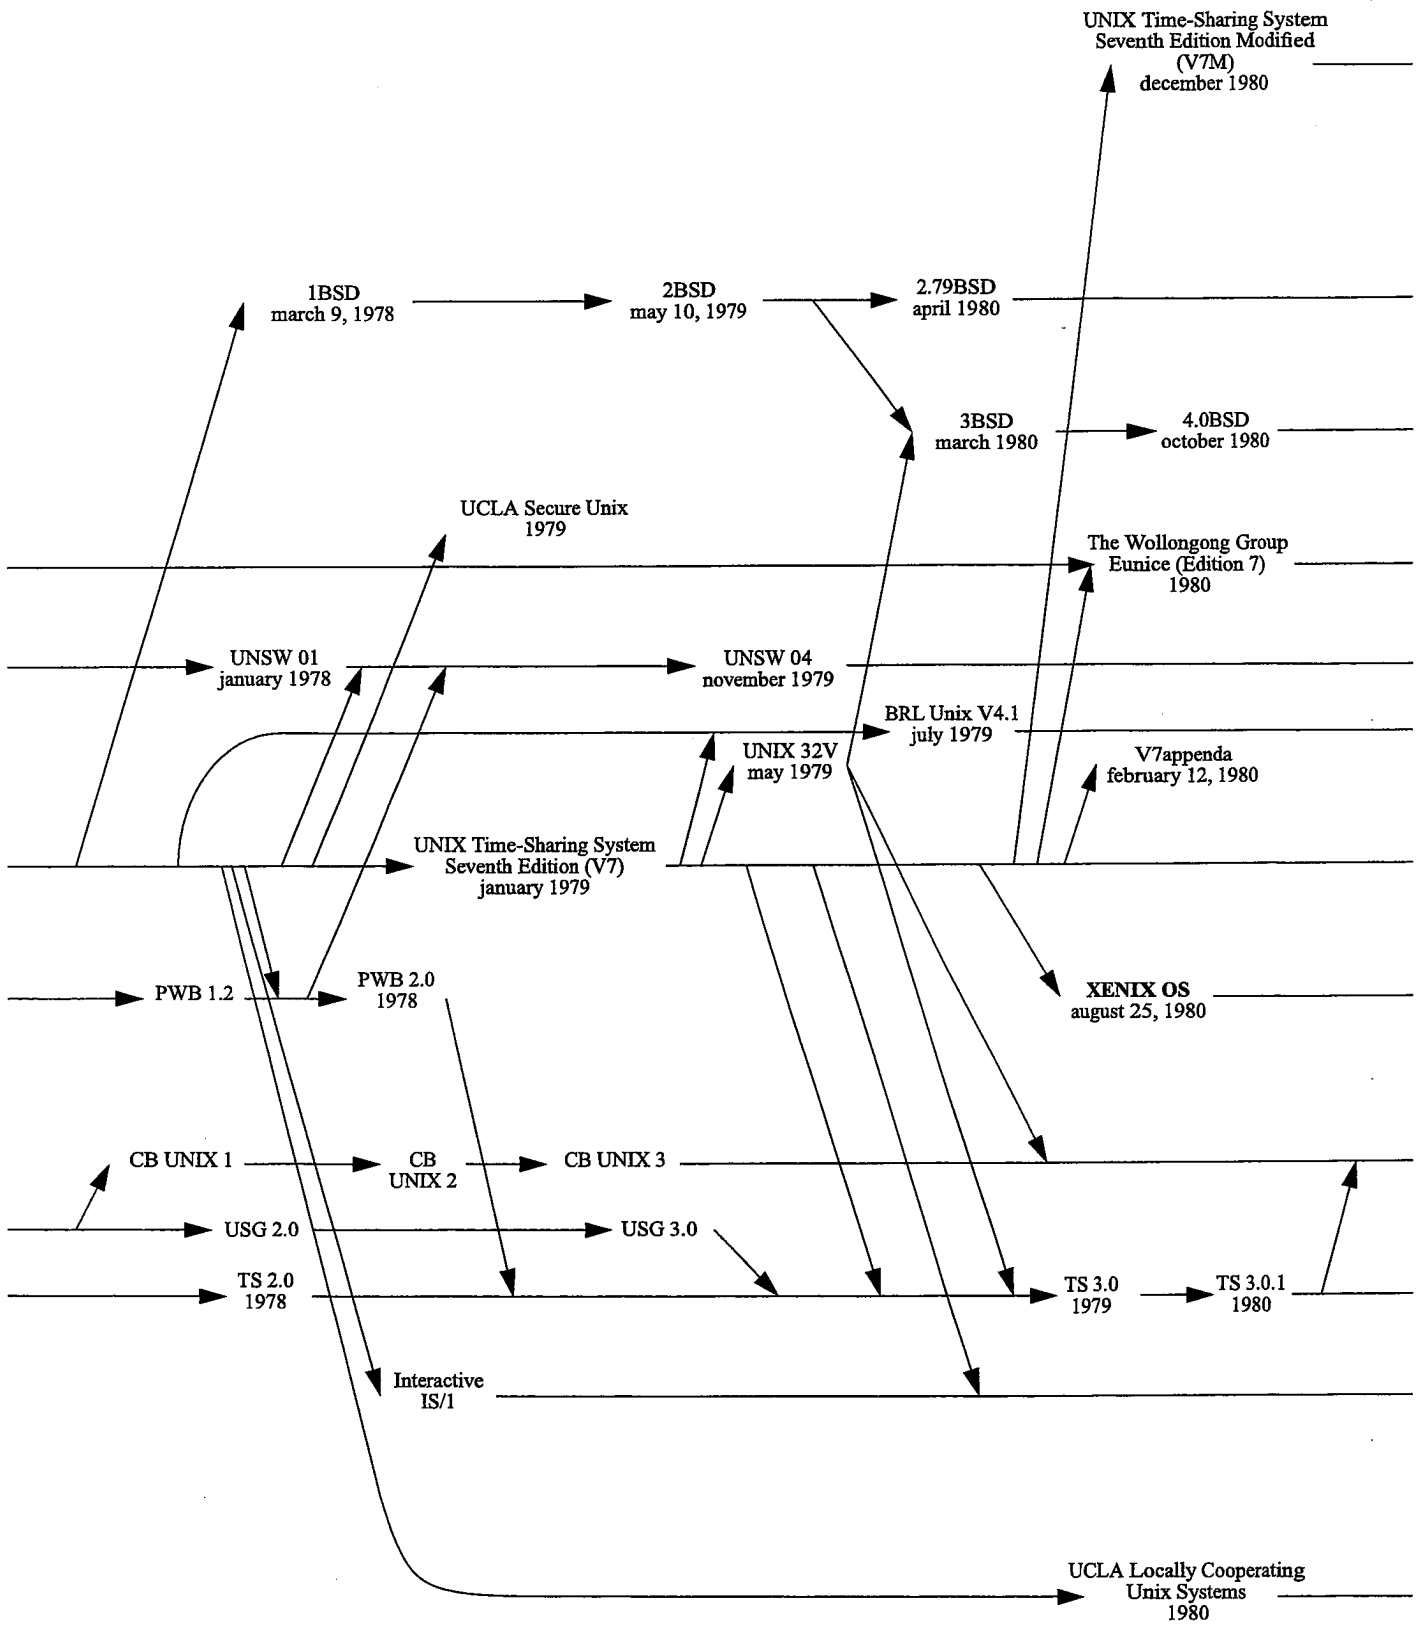 UNIX Time-Sharing System
Seventh Edition Modified
(V7M)
december 1980
1BSD
march 9, 1978
2BSD
may 10, 1979
2.79BSD
april 1980
3BSD
march 1980
4.0BSD
october 1980
UCLA Secure Unix
1979
The Wollongong Group
Eunice (Edition 7)
1980
UNSW 01
january 1978
UNSW 04
november 1979
BRL Unix V4.1
july 1979
UNIX 32V
may 1979
V7appenda
february 12, 1980
UNIX Time-Sharing System
Seventh Edition (V7)
january 1979
PWB 1.2
PWB 2.0
1978
XENIX OS
august 25, 1980
CB UNIX 1
CB
UNIX 2
CB UNIX 3
USG 2.0
USG 3.0
TS 2.0
1978
TS 3.0
1979
TS 3.0.1
1980
Interactive
IS/1
UCLA Locally Cooperating
Unix Systems
1980